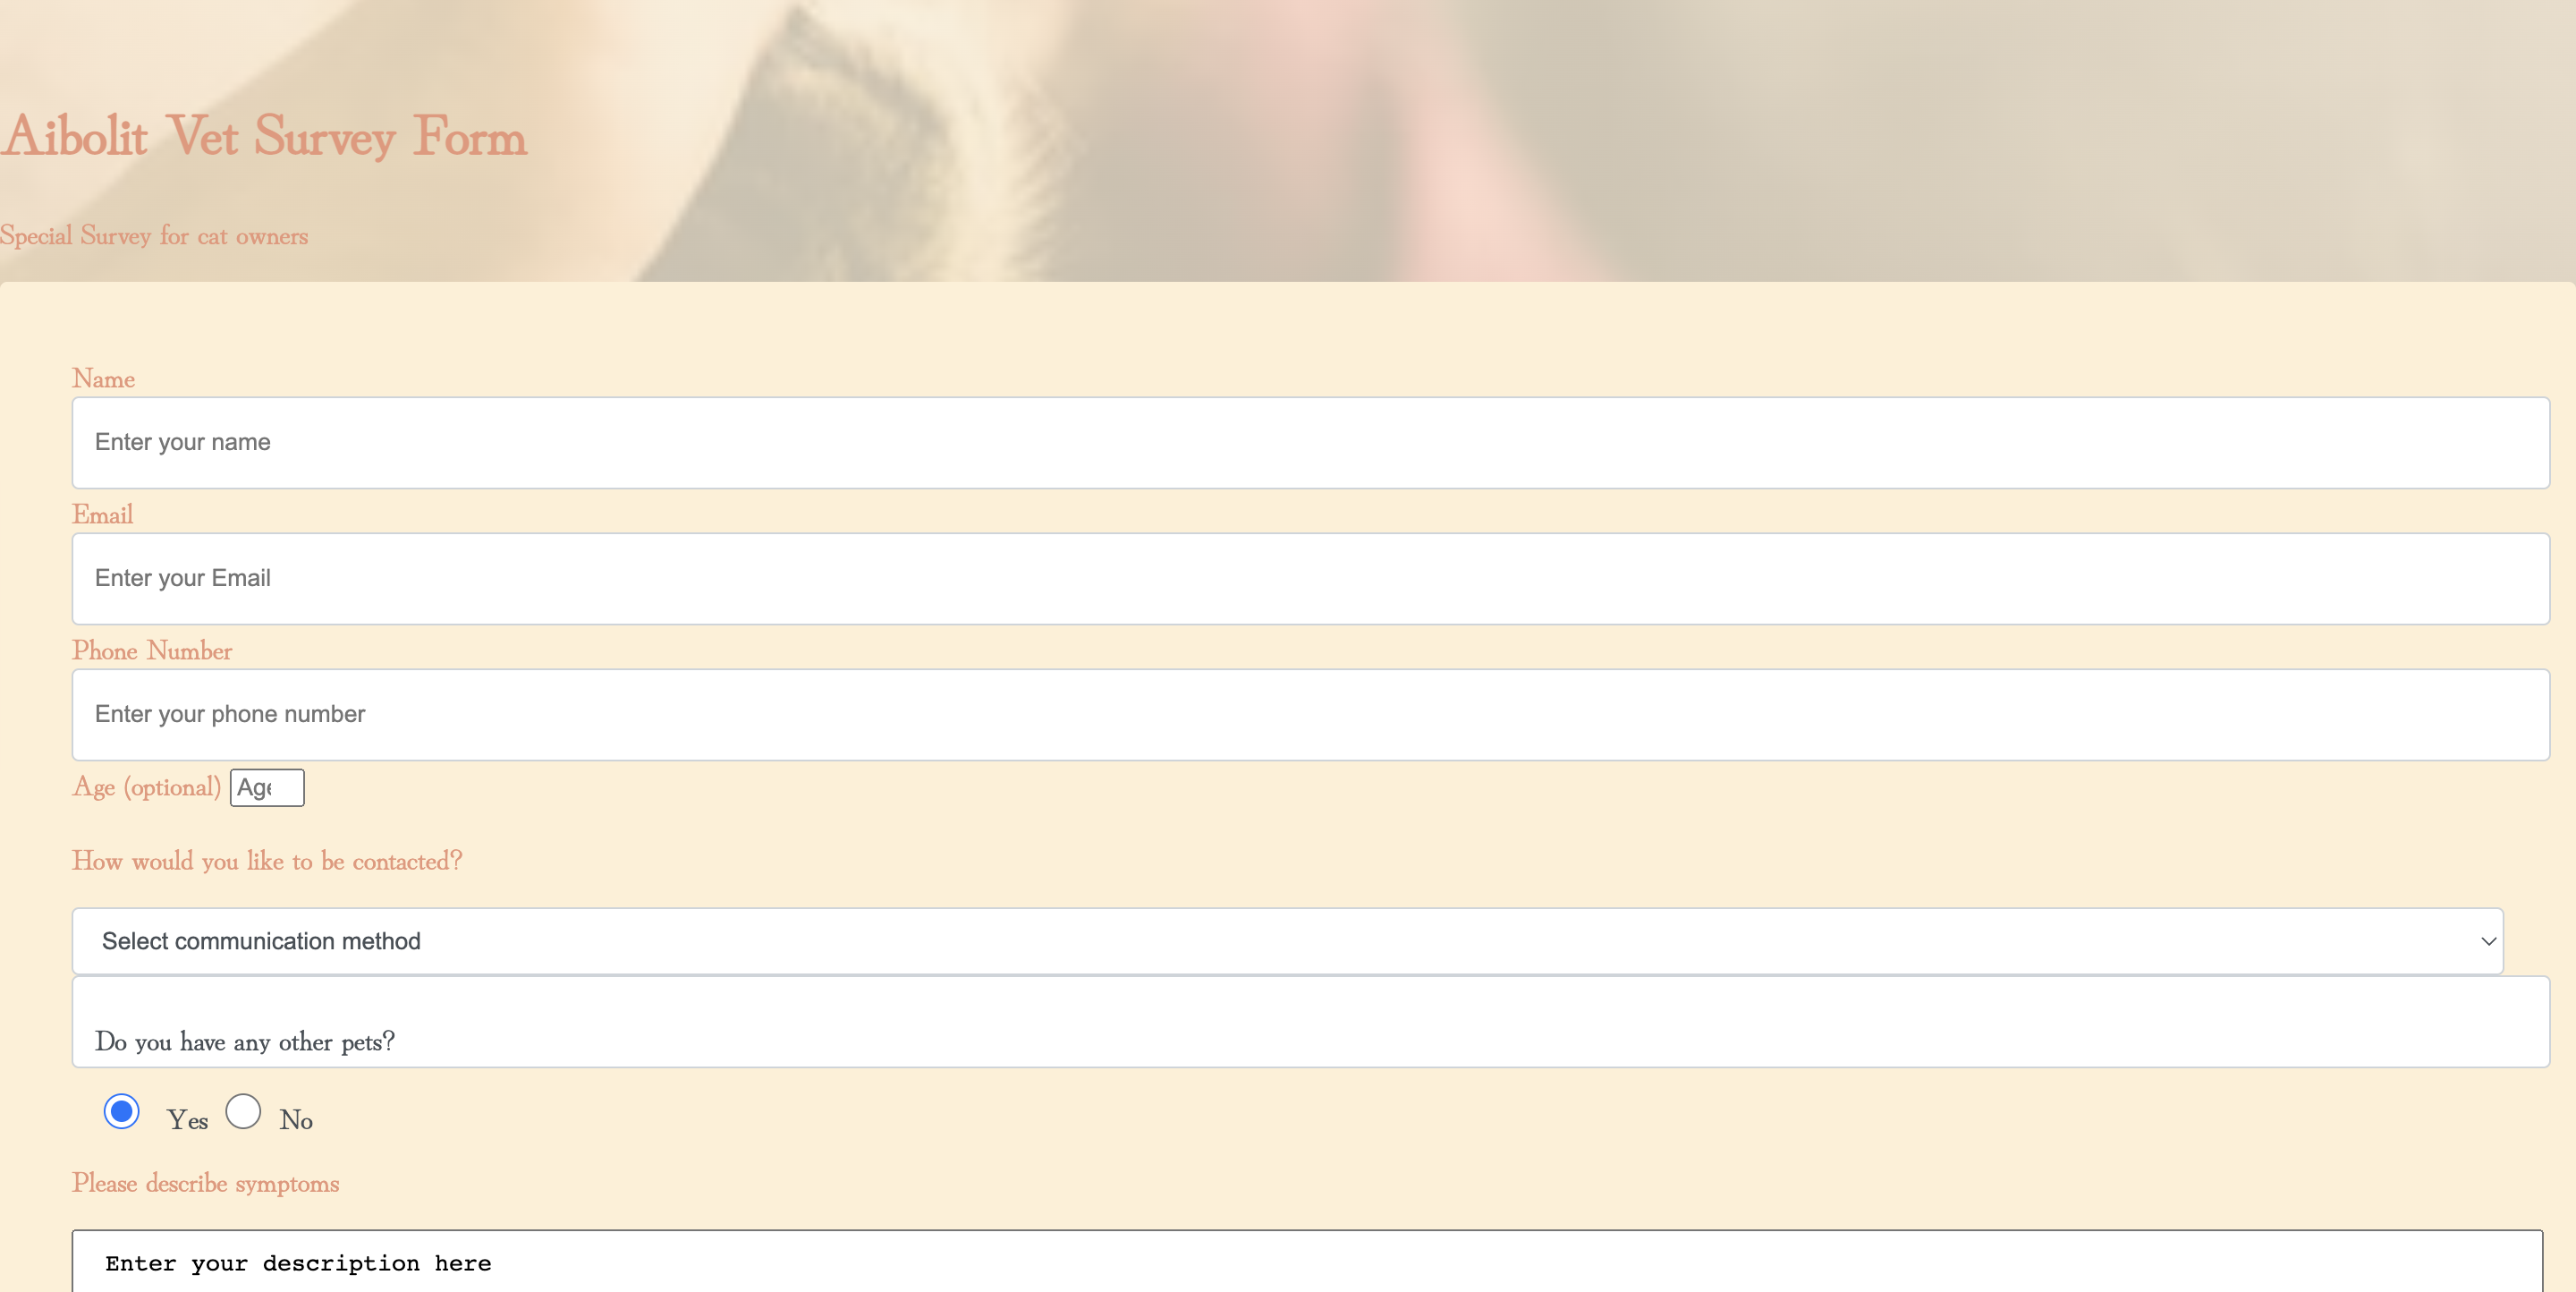 Aibolit Vet Survey Form
Special Survey for cat owners
Name
Enter your name
Email
Enter your Email
Phone Number
Enter your phone number
Age (optional) Age
How would you like to be contacted?
Select communication method
Do you have any other pets?
Yes No
Please describe symptoms
Enter your description here